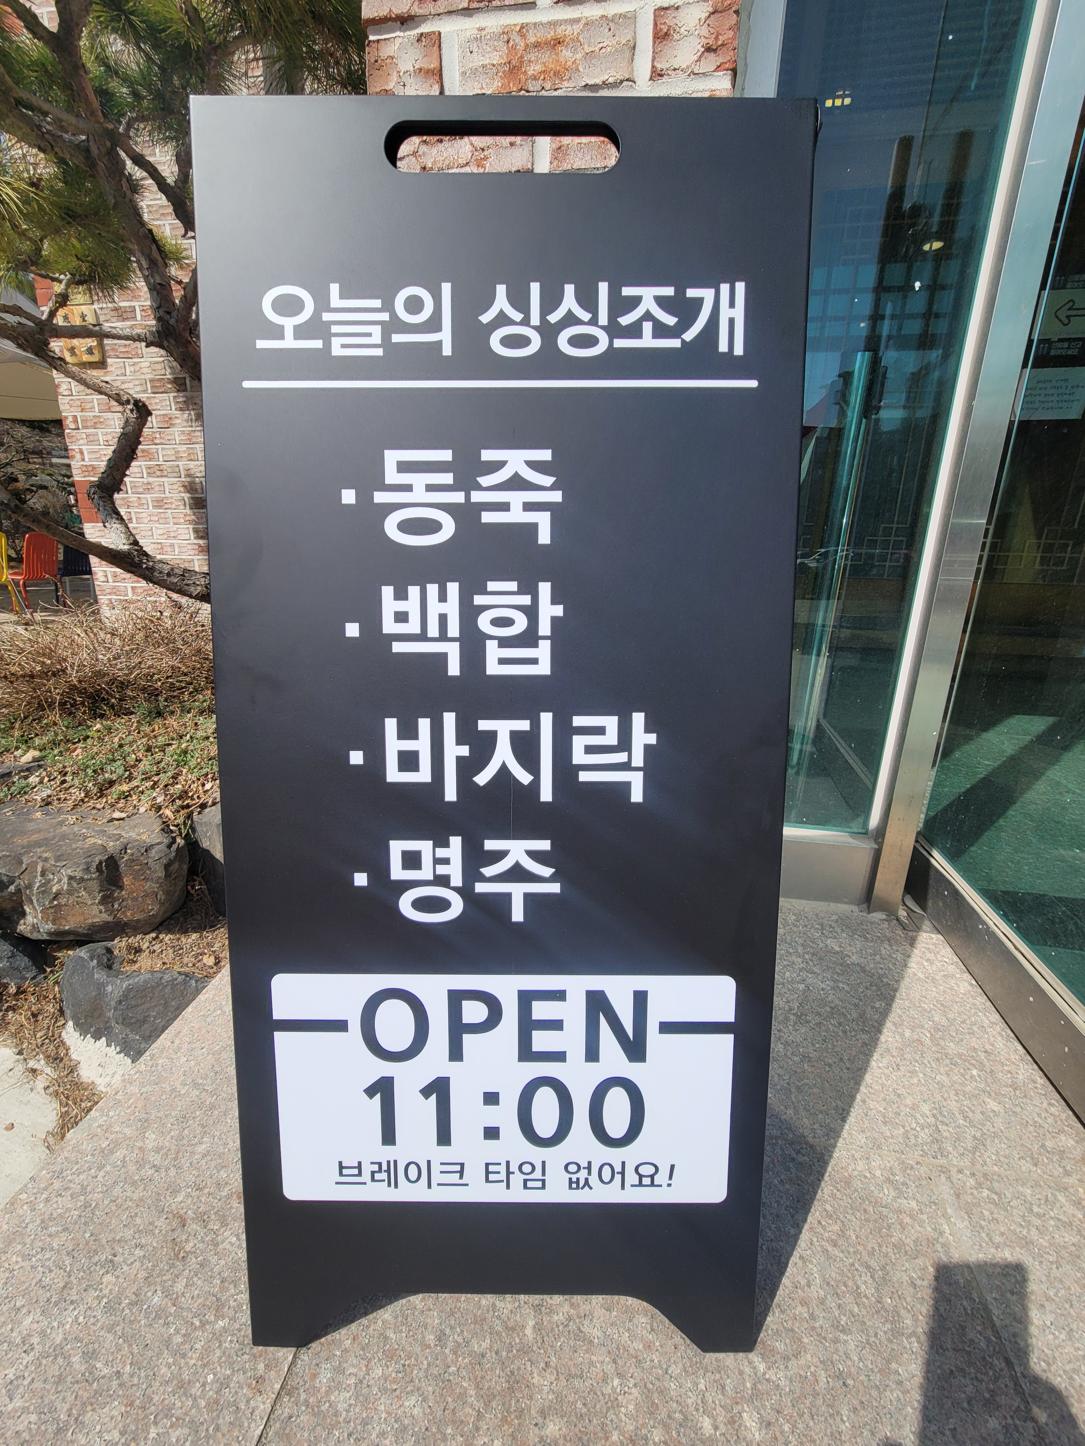 오늘의 싱싱조개
·동죽
·백합
·바지락
·명주
OPEN
11:00
브레이크 타임 없어요!